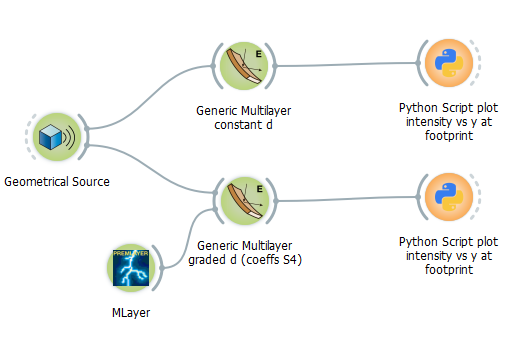 E
Generic Multilayer
constant d
Python Script plot
intensity vs y at
footprint
Geometrical Source
E
Generic Multilayer
graded d (coeffs S4)
Python Script plot
intensity vs y at
footprint
PREMLAYER
MLayer